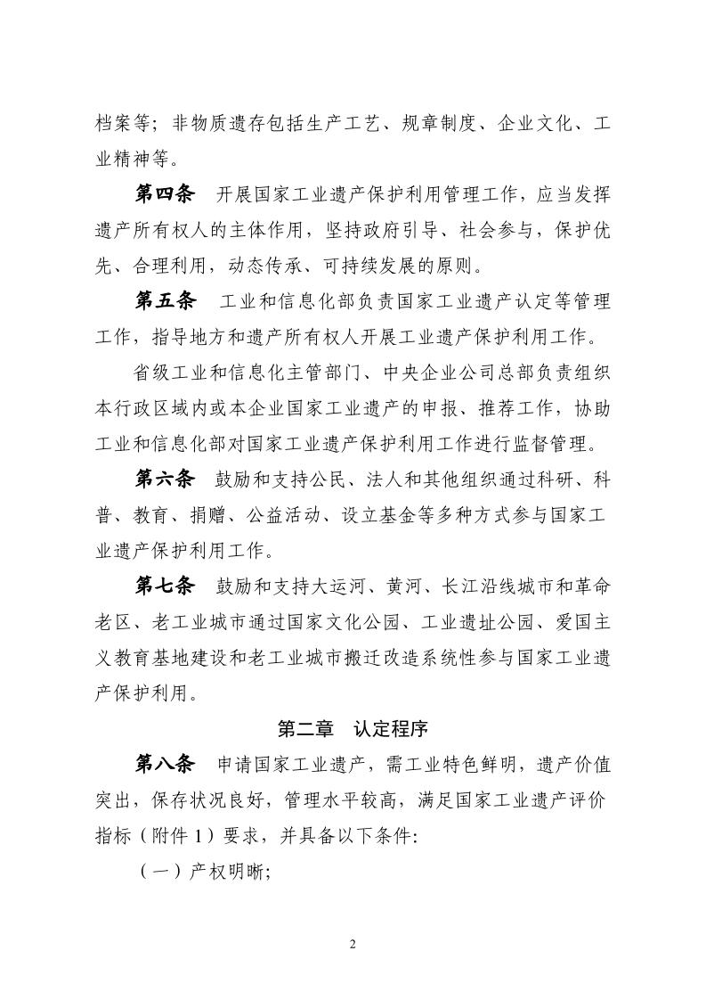 档案等；非物质遗存包括生产工艺、规章制度、企业文化、工
业精神等。
第四条　开展国家工业遗产保护利用管理工作，应当发挥
遗产所有权人的主体作用，坚持政府引导、社会参与，保护优
先、合理利用，动态传承、可持续发展的原则。
第五条　工业和信息化部负责国家工业遗产认定等管理
工作，指导地方和遗产所有权人开展工业遗产保护利用工作。
省级工业和信息化主管部门、中央企业公司总部负责组织
本行政区域内或本企业国家工业遗产的申报、推荐工作，协助
工业和信息化部对国家工业遗产保护利用工作进行监督管理。
第六条　鼓励和支持公民、法人和其他组织通过科研、科
普、教育、捐赠、公益活动、设立基金等多种方式参与国家工
业遗产保护利用工作。
第七条　鼓励和支持大运河、黄河、长江沿线城市和革命
老区、老工业城市通过国家文化公园、工业遗址公园、爱国主
义教育基地建设和老工业城市搬迁改造系统性参与国家工业遗
产保护利用。
第二章　认定程序
第八条　申请国家工业遗产，需工业特色鲜明，遗产价值
突出，保存状况良好，管理水平较高，满足国家工业遗产评价
指标（附件 1）要求，并具备以下条件：
（一）产权明晰；
2